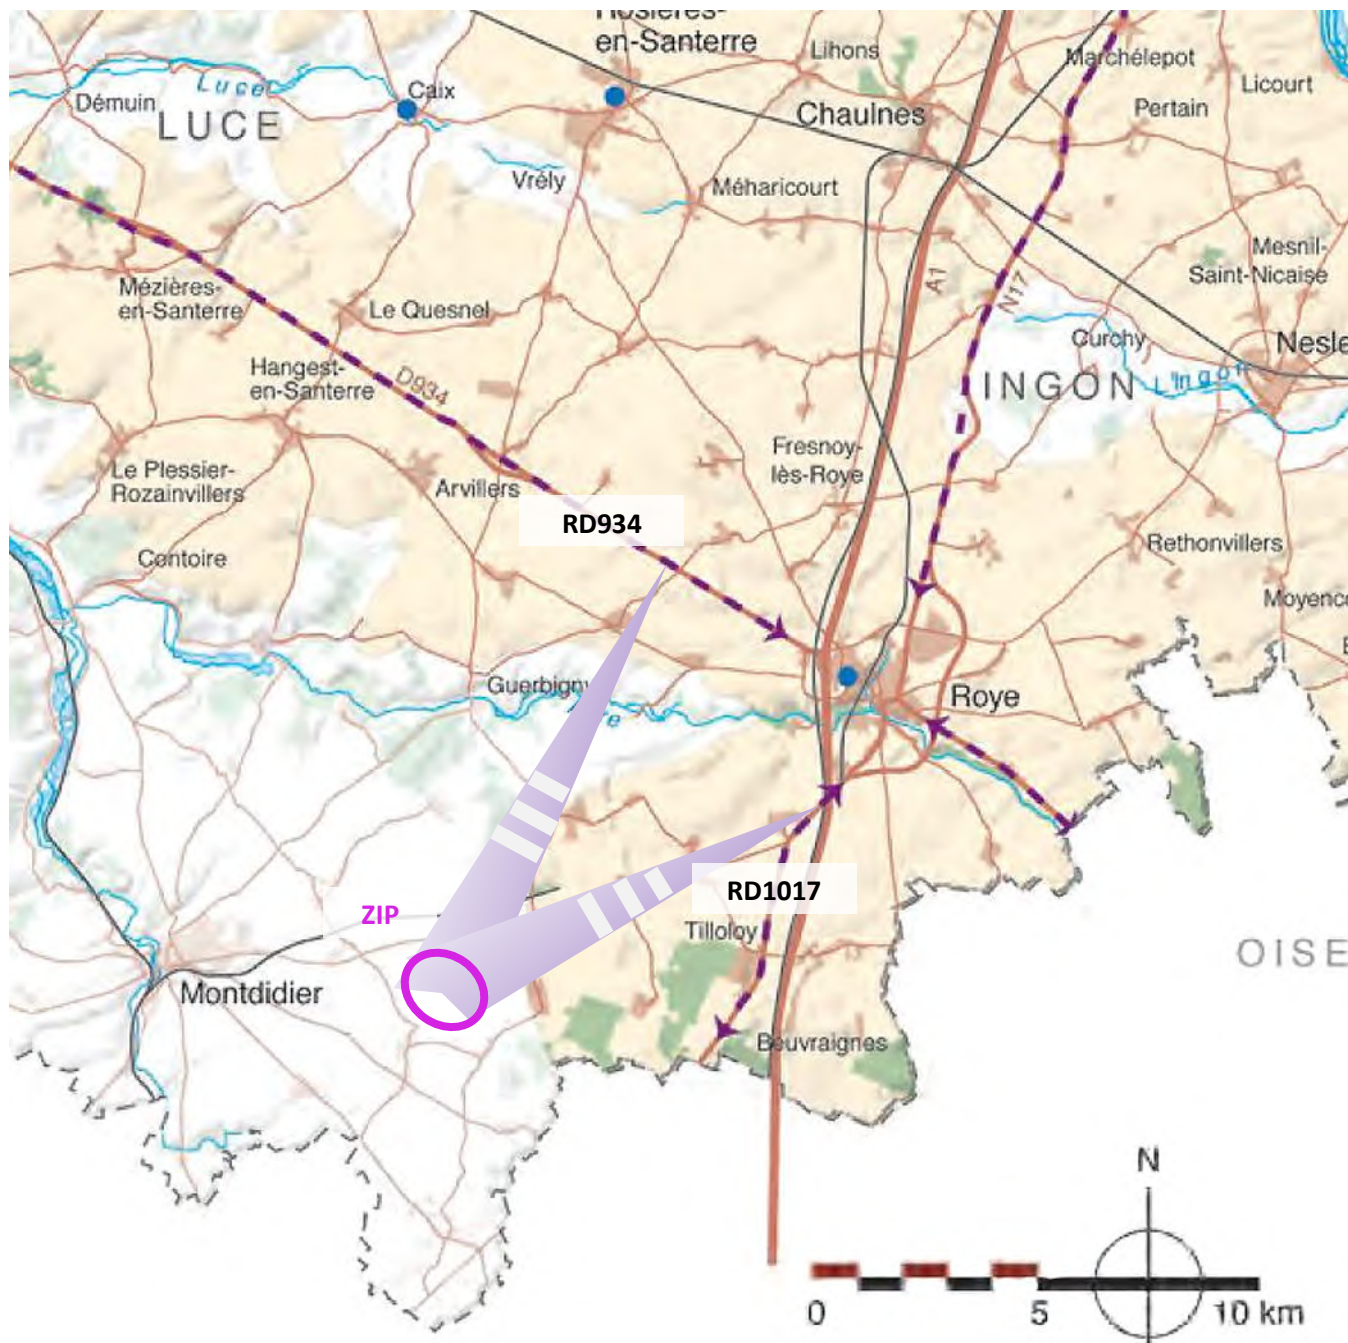 Rosières-
en-Santerre
Lihons
Marchélepot
Licourt
Luce
Caix
Démuin
LUCE
Chaulnes
Pertain
Vrély
Méharicourt
Mesnil-
Saint-Nicaise
A1
N17
Mézières-
en-Santerre
Le Quesnel
Curchy
Nesle
Hangest-
en-Santerre
D934
INGON
L'Ingon
Fresnoy-
lès-Roye
Le Plessier-
Rozainvillers
Arvillers
RD934
Contoire
Rethonvillers
Guerbigny
Roye
RD1017
ZIP
Tilloloy
Montdidier
OISE
Beuvraignes
N
0 5 10 km